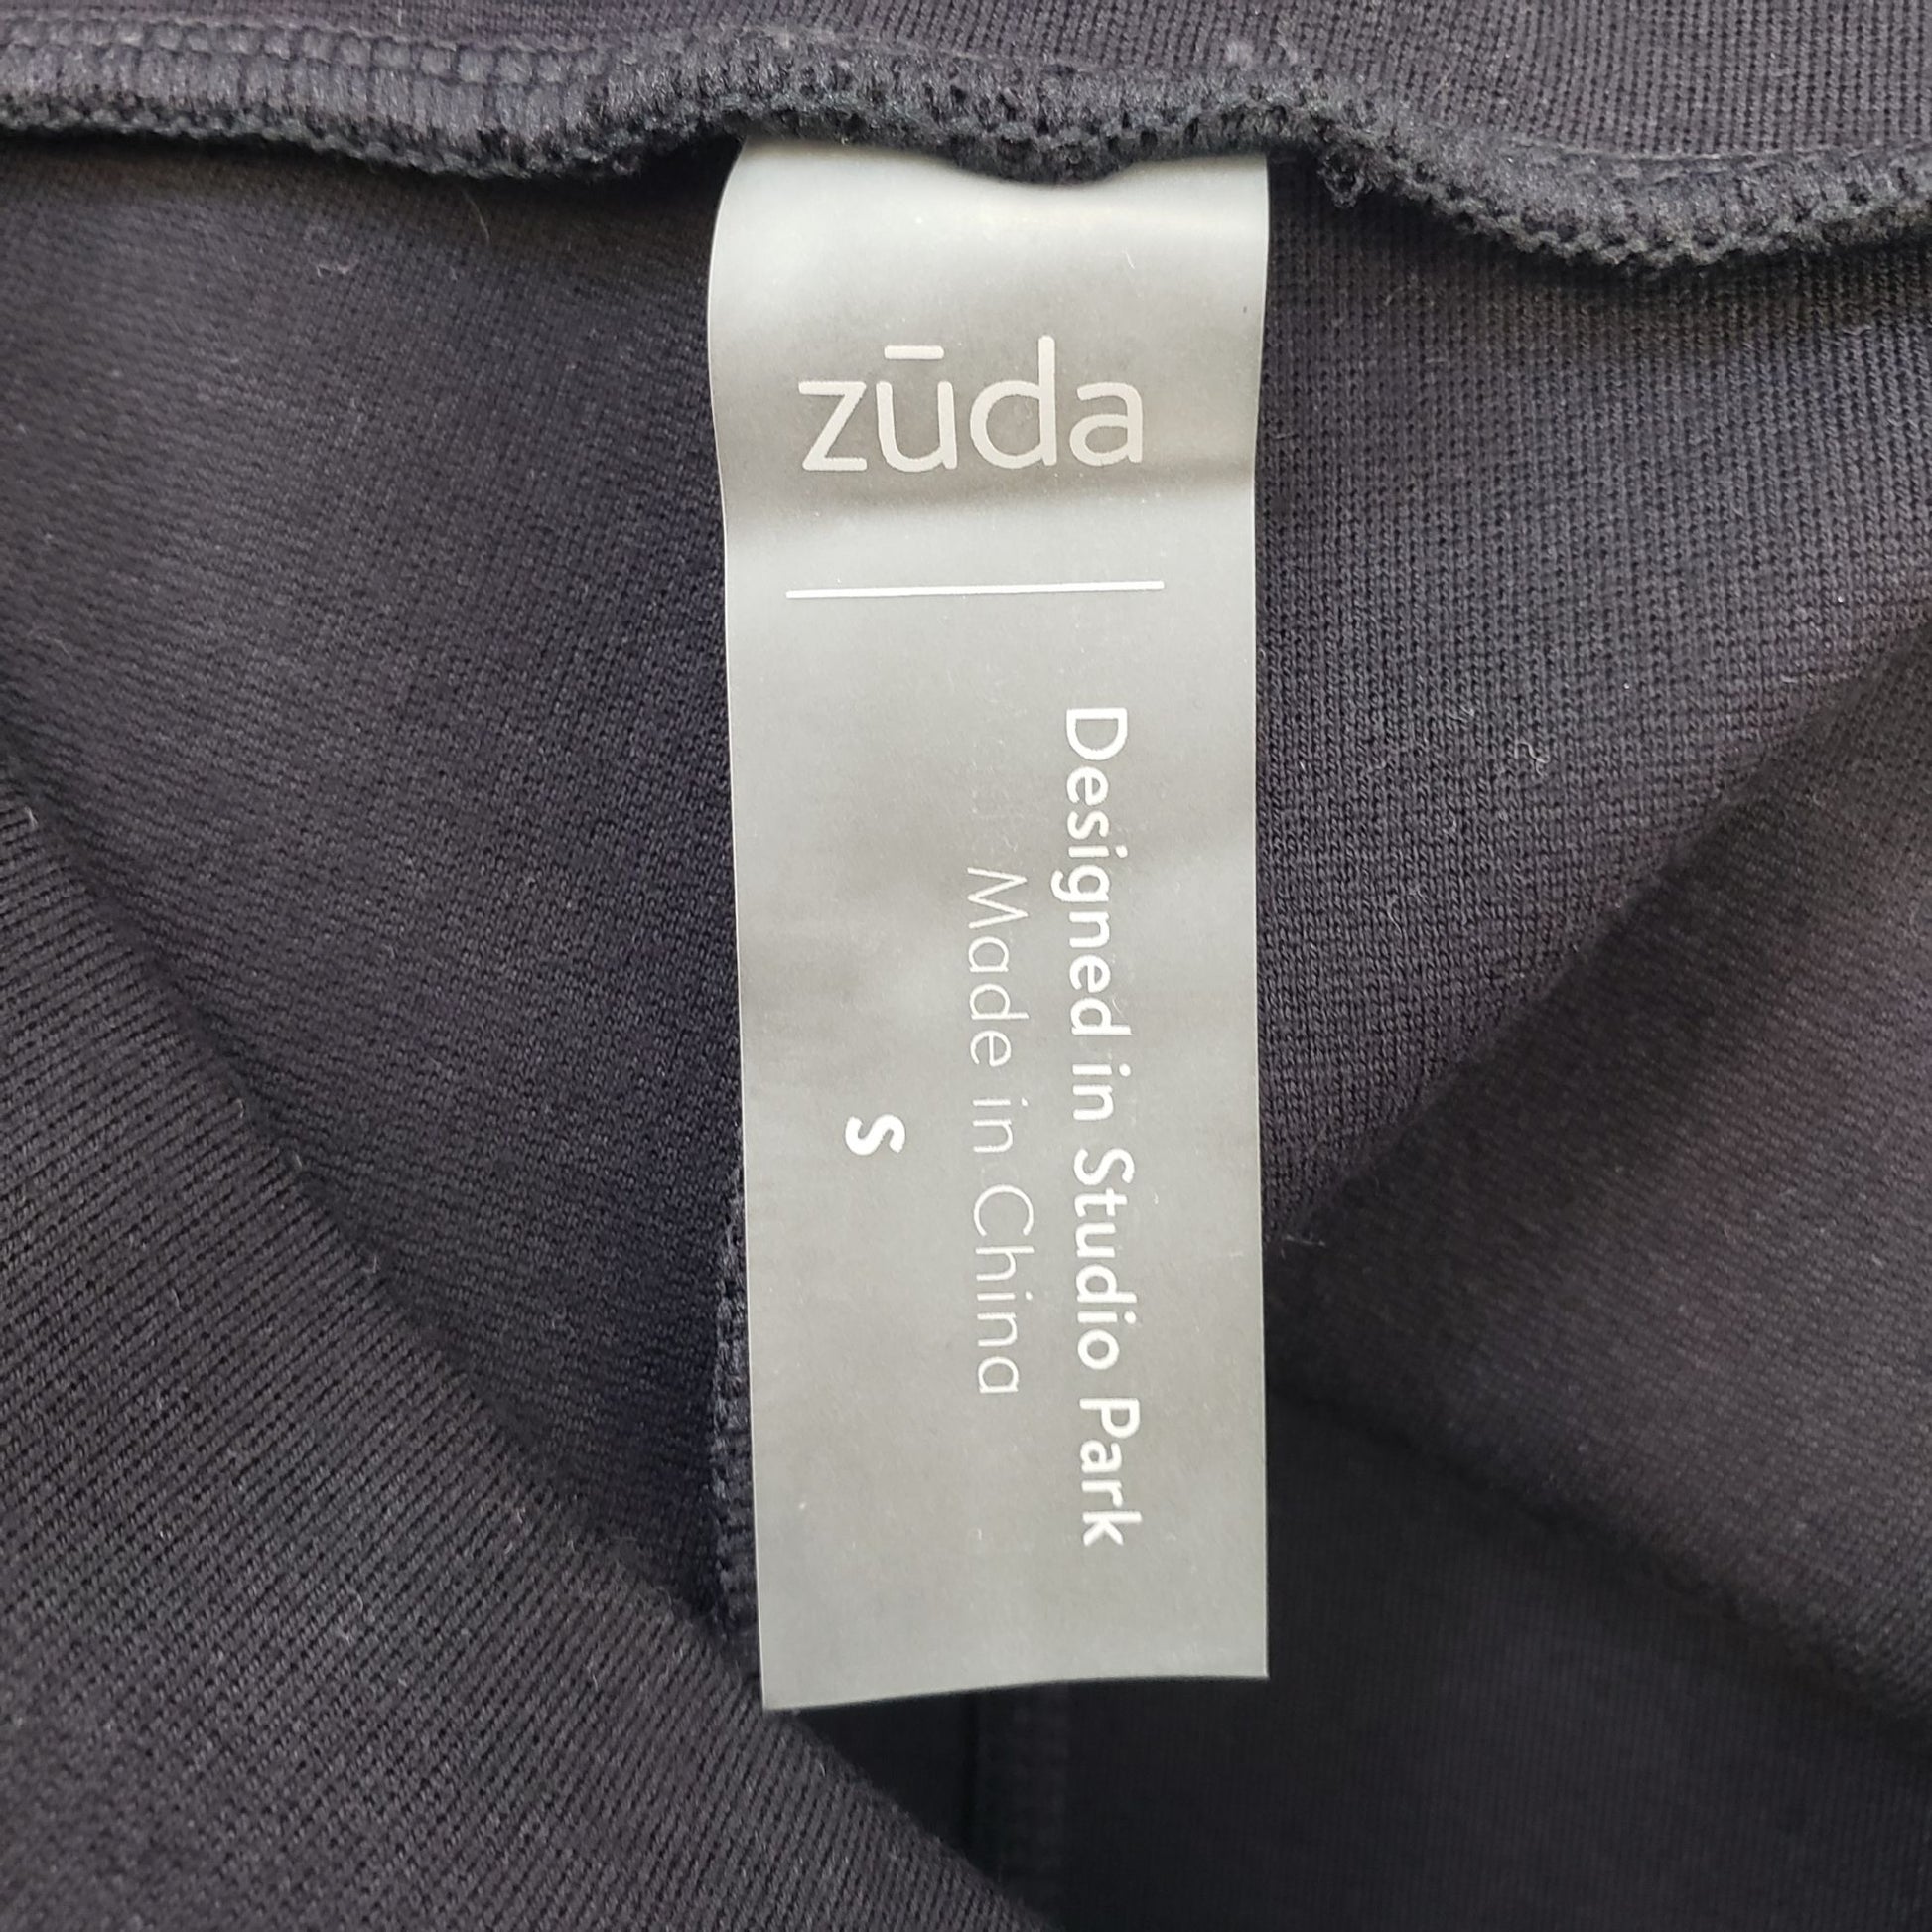 zūda
Designed in Studio Park
Made in China
S